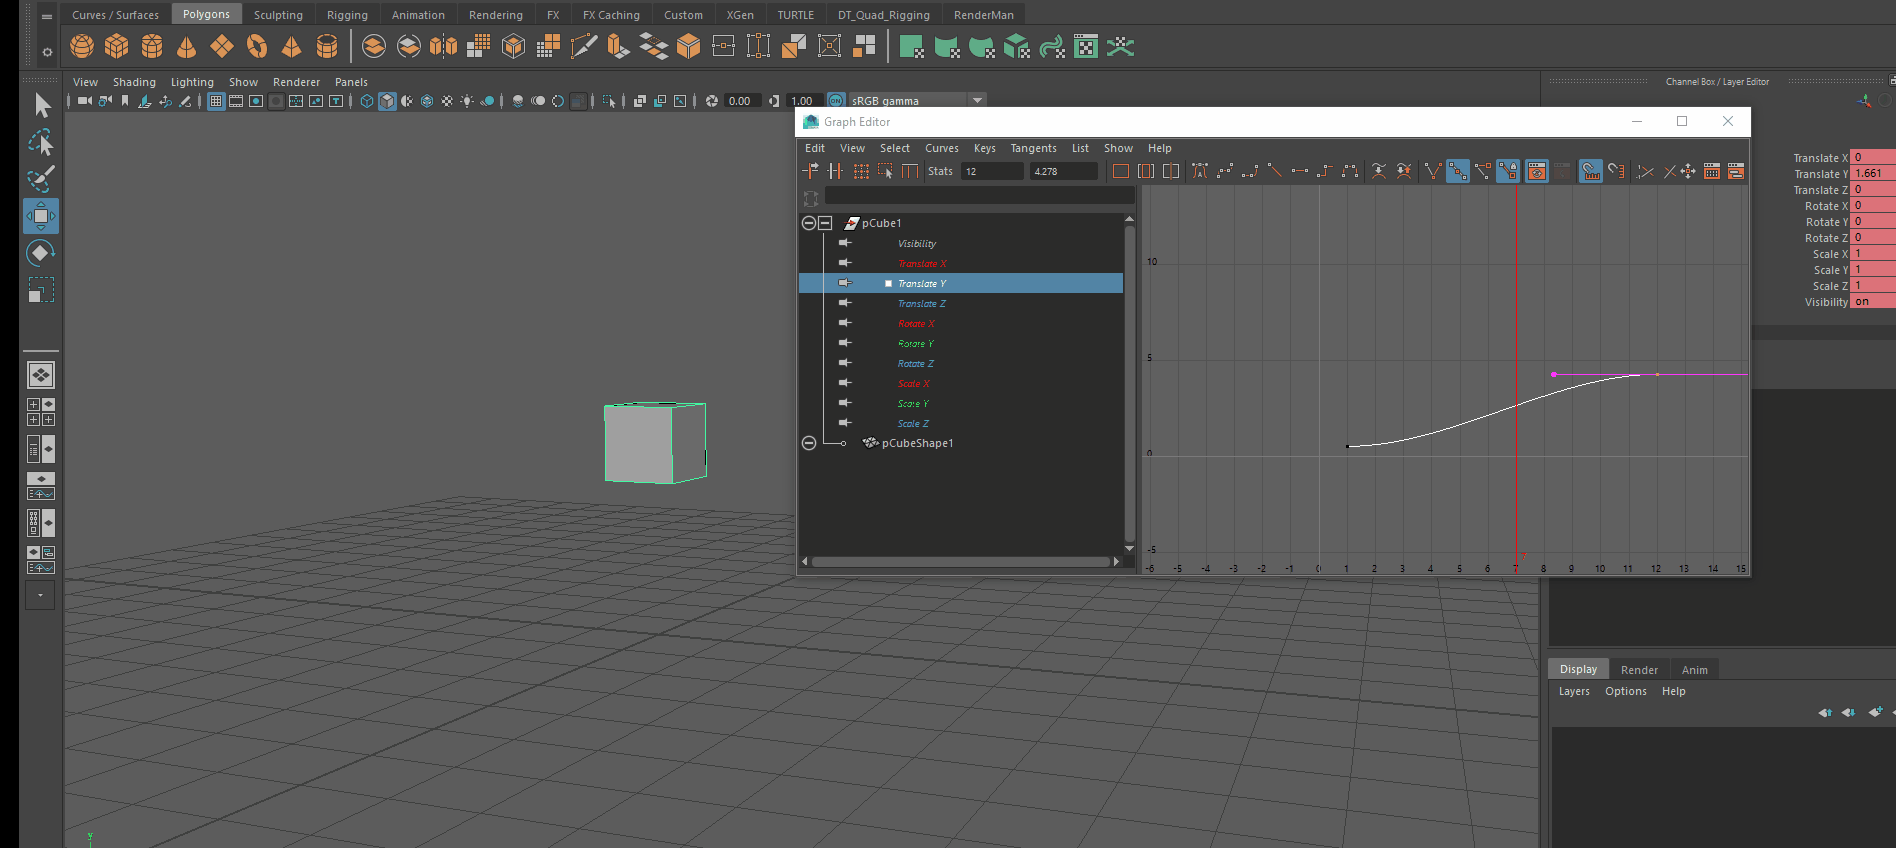 Curves / Surfaces Polygons Sculpting Rigging Animation Rendering FX FX Caching Custom XGen TURTLE DT_Quad_Rigging RenderMan
View Shading Lighting Show Renderer Panels
0.00 1.00 ON sRGB gamma
Channel Box / Layer Editor
Graph Editor
Edit View Select Curves Keys Tangents List Show Help
Stats 12 4.278
pCube1
Visibility
Translate X
Translate Y
Translate Z
Rotate X
Rotate Y
Rotate Z
Scale X
Scale Y
Scale Z
pCubeShape1
10
5
0
-5
-6 -5 -4 -3 -2 -1 0 1 2 3 4 5 6 7 8 9 10 11 12 13 14 15
Translate X 0
Translate Y 1.661
Translate Z 0
Rotate X 0
Rotate Y 0
Rotate Z 0
Scale X 1
Scale Y 1
Scale Z 1
Visibility on
Display Render Anim
Layers Options Help
y